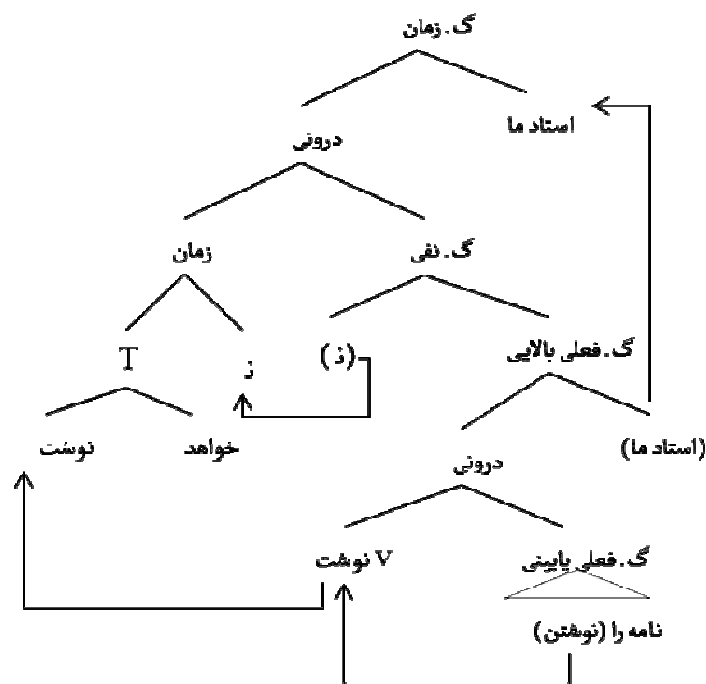 گ. زمان
استاد ما
درونی
گ. نفی
زمان
گ. فعلی بالایی
(ن)
ن
T
(استاد ما)
درونی
خواهد
نوشت
گ. فعلی پایینی
V نوشت
نامه را (نوشتن)